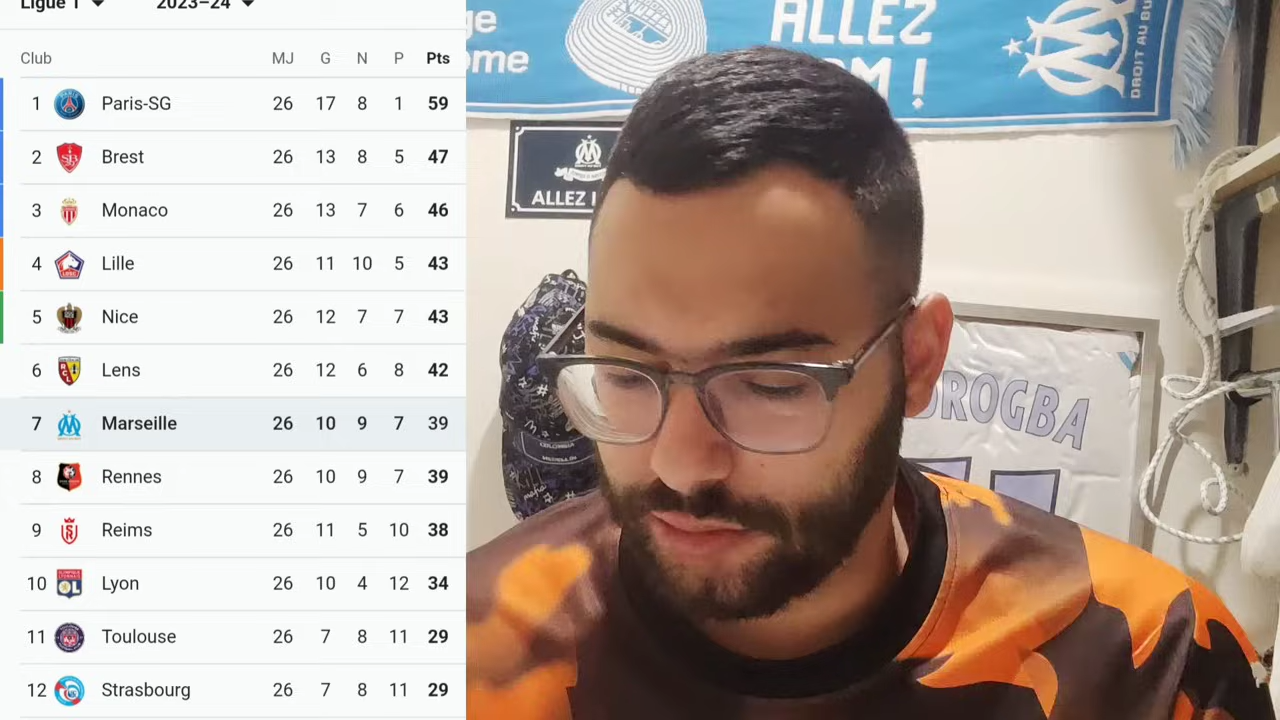 Ligue 1 2023–24
Club MJ G N P Pts
1 Paris-SG 26 17 8 1 59
2 Brest 26 13 8 5 47
3 Monaco 26 13 7 6 46
4 Lille 26 11 10 5 43
5 Nice 26 12 7 7 43
6 Lens 26 12 6 8 42
7 Marseille 26 10 9 7 39
8 Rennes 26 10 9 7 39
9 Reims 26 11 5 10 38
10 Lyon 26 10 4 12 34
11 Toulouse 26 7 8 11 29
12 Strasbourg 26 7 8 11 29
ALLEZ
OM !
DROIT AU BU
ALLEZ
DROGBA